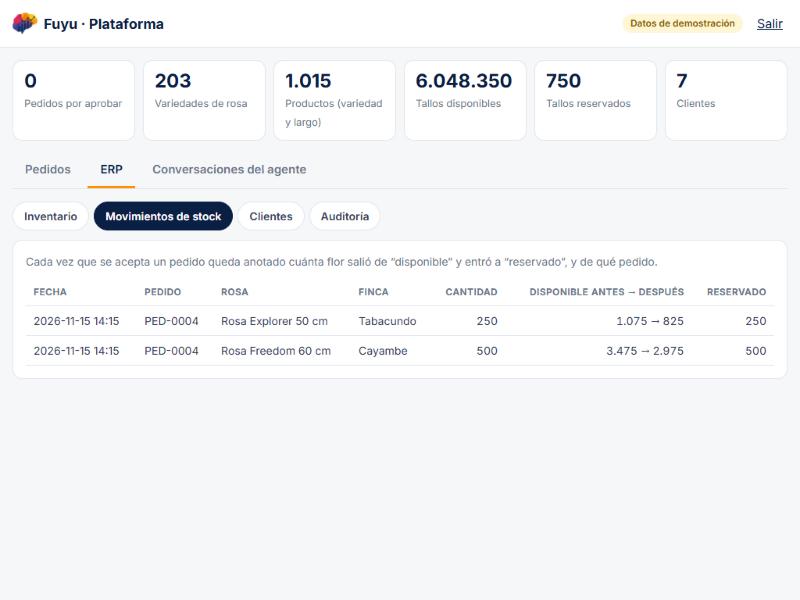 Fuyu · Plataforma
Datos de demostración
Salir
0
Pedidos por aprobar
203
Variedades de rosa
1.015
Productos (variedad
y largo)
6.048.350
Tallos disponibles
750
Tallos reservados
7
Clientes
Pedidos
ERP
Conversaciones del agente
Inventario
Movimientos de stock
Clientes
Auditoría
Cada vez que se acepta un pedido queda anotado cuánta flor salió de "disponible" y entró a "reservado", y de qué pedido.
FECHA PEDIDO ROSA FINCA CANTIDAD DISPONIBLE ANTES → DESPUÉS RESERVADO
2026-11-15 14:15 PED-0004 Rosa Explorer 50 cm Tabacundo 250 1.075 → 825 250
2026-11-15 14:15 PED-0004 Rosa Freedom 60 cm Cayambe 500 3.475 → 2.975 500